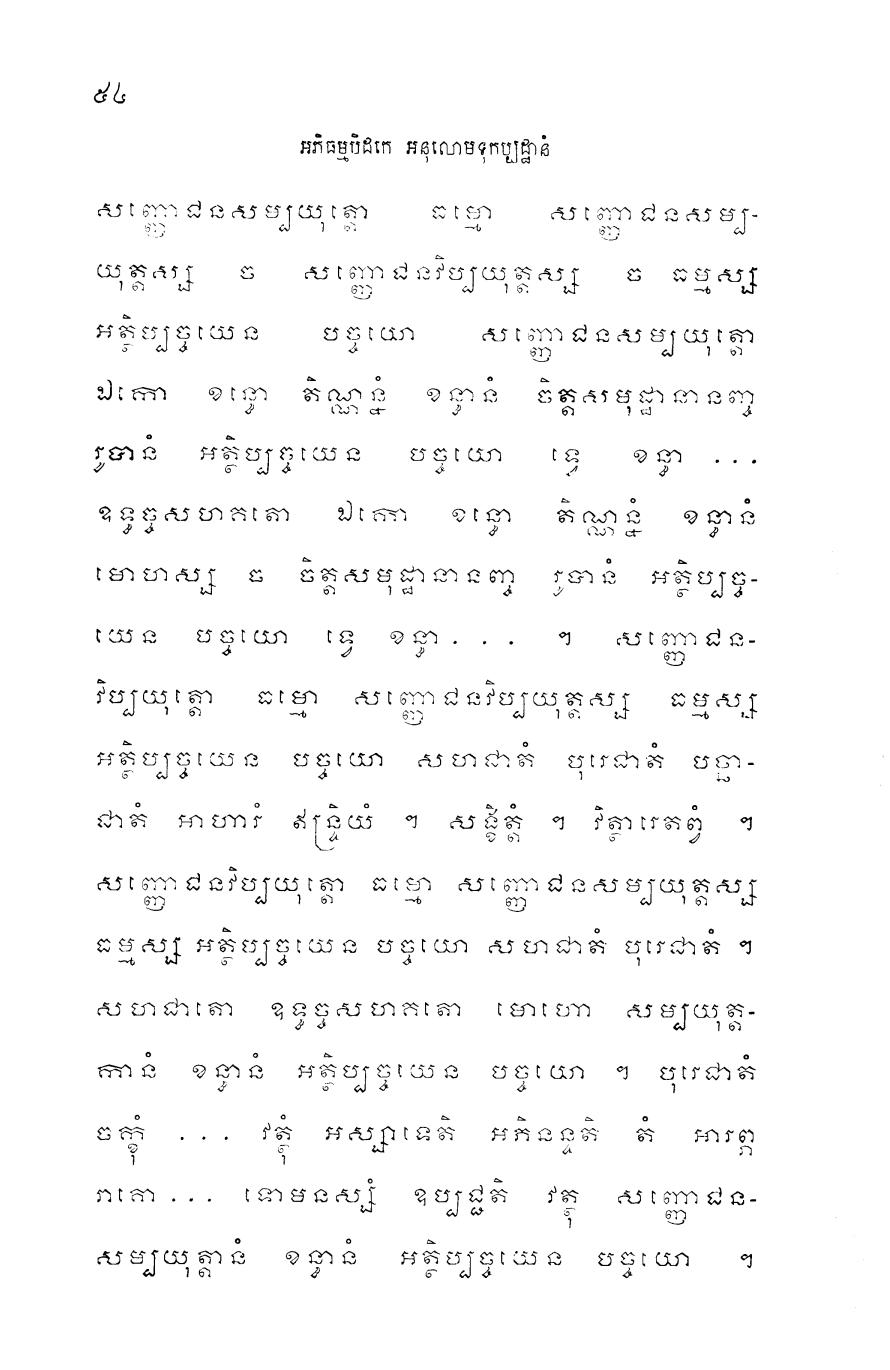 ៥៤
អភិធម្មបិដកេ អនុលោមទុកប្បដ្ឋានំ
សញ្ញោជនសម្បយុត្តោ ធម្មោ សញ្ញោជនសម្ប-
យុត្តស្ស ច សញ្ញោជនវិប្បយុត្តស្ស ច ធម្មស្ស
អត្ថិប្បច្ចយេន បច្ចយោ សញ្ញោជនសម្បយុត្តោ
ឯកោ ខន្ធោ តិណ្ណន្នំ ខន្ធានំ ចិត្តសមុដ្ឋានានញ្ច
រូបានំ អត្ថិប្បច្ចយេន បច្ចយោ ទ្វេ ខន្ធា ...
ឧទ្ធច្ចសហគតោ ឯកោ ខន្ធោ តិណ្ណន្នំ ខន្ធានំ
មោហស្ស ច ចិត្តសមុដ្ឋានានញ្ច រូបានំ អត្ថិប្បច្ច-
យេន បច្ចយោ ទ្វេ ខន្ធា ... ។ សញ្ញោជន-
វិប្បយុត្តោ ធម្មោ សញ្ញោជនវិប្បយុត្តស្ស ធម្មស្ស
អត្ថិប្បច្ចយេន បច្ចយោ សហជាតំ បុរេជាតំ បច្ឆា-
ជាតំ អាហារំ ឥន្ទ្រិយំ ។ សង្ខិត្តំ ។ វិត្ថារេតព្វំ ។
សញ្ញោជនវិប្បយុត្តោ ធម្មោ សញ្ញោជនសម្បយុត្តស្ស
ធម្មស្ស អត្ថិប្បច្ចយេន បច្ចយោ សហជាតំ បុរេជាតំ ។
សហជាតោ ឧទ្ធច្ចសហគតោ មោហោ សម្បយុត្ត-
កានំ ខន្ធានំ អត្ថិប្បច្ចយេន បច្ចយោ ។ បុរេជាតំ
ចក្ខុំ ... វត្ថុំ អស្សាទេតិ អភិនន្ទតិ តំ អារព្ភ
រាគោ ... ទោមនស្សំ ឧប្បជ្ជតិ វត្ថុ សញ្ញោជន-
សម្បយុត្តានំ ខន្ធានំ អត្ថិប្បច្ចយេន បច្ចយោ ។